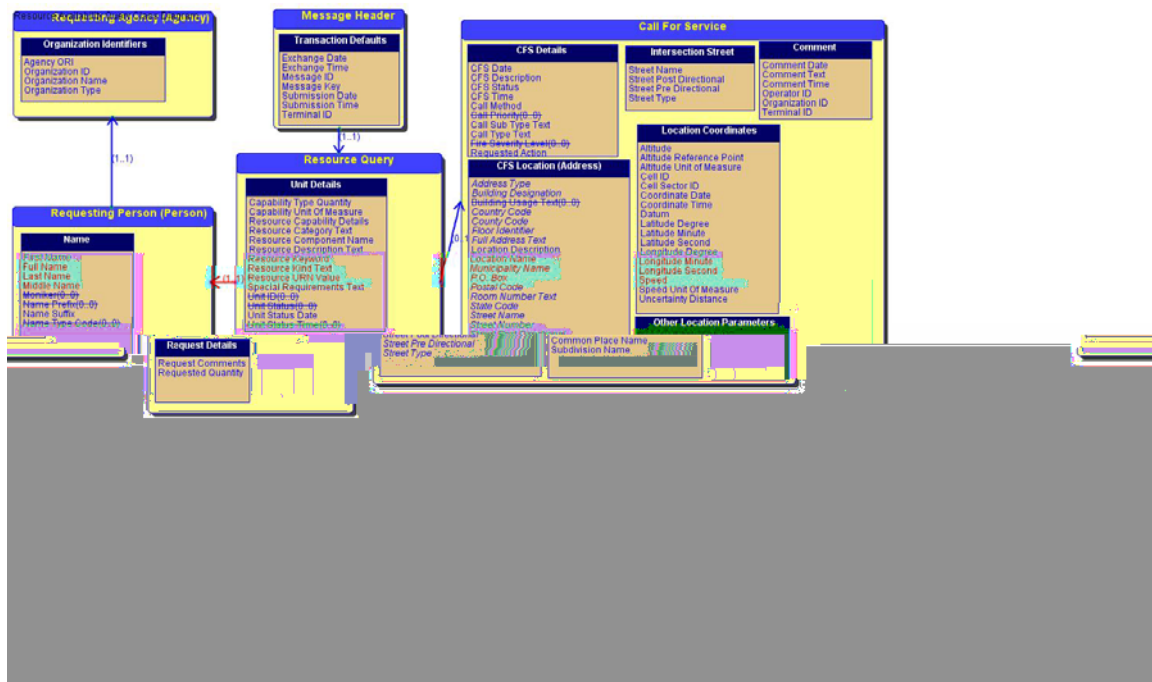 Requesting Agency (Agency)
Organization Identifiers
Agency ORI
Organization ID
Organization Name
Organization Type
(1..1)
Requesting Person (Person)
Name
Full Name
Last Name
Middle Name
Moniker(0..0)
Name Prefix(0..0)
Name Suffix
Name Type Code(0..0)
Message Header
Transaction Defaults
Exchange Date
Exchange Time
Message ID
Message Key
Submission Date
Submission Time
Terminal ID
(1..1)
Resource Query
Unit Details
Capability Type Quantity
Capability Unit Of Measure
Resource Capability Details
Resource Category Text
Resource Component Name
Resource Description Text
Resource Keyword
Resource Kind Text
Resource URN Value
Special Requirements Text
Unit ID(0..0)
Unit Status(0..0)
Unit Status Date
Unit Status Time(0..0)
(1..1)
Request Details
Request Comments
Requested Quantity
Call For Service
CFS Details
CFS Date
CFS Description
CFS Status
CFS Time
Call Method
Call Priority(0..0)
Call Sub Type Text
Call Type Text
Fire Severity Level(0..0)
Requested Action
CFS Location (Address)
Address Type
Building Designation
Building Usage Text(0..0)
Country Code
County Code
Floor Identifier
Full Address Text
Location Description
Location Name
Municipality Name
P.O. Box
Postal Code
Room Number Text
State Code
Street Name
Street Number
Street Pre Directional
Street Type
Intersection Street
Street Name
Street Post Directional
Street Pre Directional
Street Type
Comment
Comment Date
Comment Text
Comment Time
Operator ID
Organization ID
Terminal ID
Location Coordinates
Altitude
Altitude Reference Point
Altitude Unit of Measure
Cell ID
Cell Sector ID
Coordinate Date
Coordinate Time
Datum
Latitude Degree
Latitude Minute
Latitude Second
Longitude Degree
Longitude Minute
Longitude Second
Speed
Speed Unit Of Measure
Uncertainty Distance
Other Location Parameters
Common Place Name
Subdivision Name